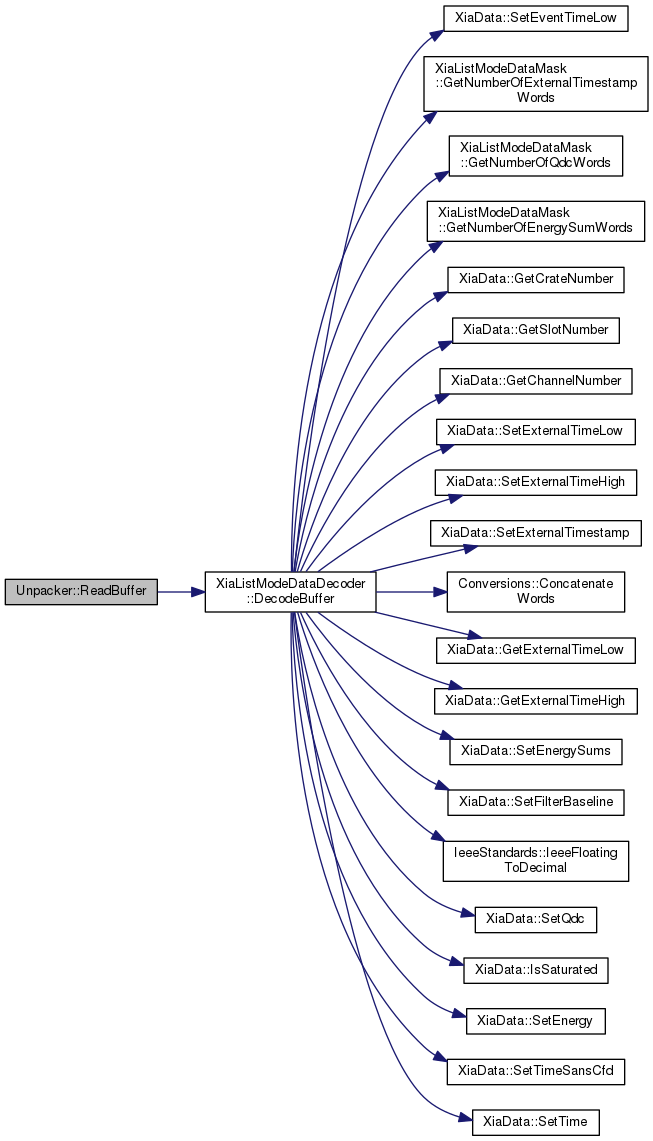 XiaData::SetEventTimeLow
XiaListModeDataMask
::GetNumberOfExternalTimestamp
Words
XiaListModeDataMask
::GetNumberOfQdcWords
XiaListModeDataMask
::GetNumberOfEnergySumWords
XiaData::GetCrateNumber
XiaData::GetSlotNumber
XiaData::GetChannelNumber
XiaData::SetExternalTimeLow
XiaData::SetExternalTimeHigh
XiaData::SetExternalTimestamp
Unpacker::ReadBuffer
XiaListModeDataDecoder
::DecodeBuffer
Conversions::Concatenate
Words
XiaData::GetExternalTimeLow
XiaData::GetExternalTimeHigh
XiaData::SetEnergySums
XiaData::SetFilterBaseline
IeeeStandards::IeeeFloating
ToDecimal
XiaData::SetQdc
XiaData::IsSaturated
XiaData::SetEnergy
XiaData::SetTimeSansCfd
XiaData::SetTime